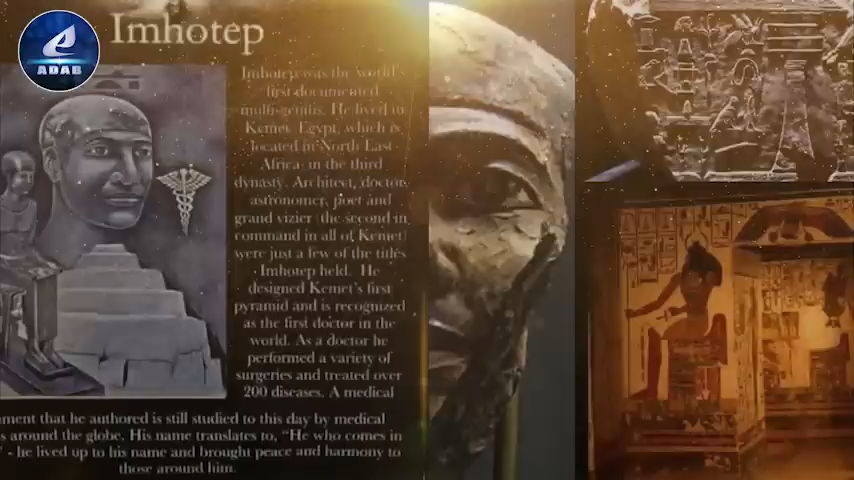 e
ADAB
Imhotep
Imhotep was the world's
first documented
multi-genius. He lived in
Kemet, Egypt, which is
located in North East
Africa in the third
dynasty. Architect, doctor,
astronomer, poet and
grand vizier (the second in
command in all of Kemet)
were just a few of the titles
Imhotep held. He
designed Kemet's first
pyramid and is recognized
as the first doctor in the
world. As a doctor he
performed a variety of
surgeries and treated over
200 diseases. A medical
ment that he authored is still studied to this day by medical
s around the globe. His name translates to, "He who comes in
" - he lived up to his name and brought peace and harmony to
those around him.